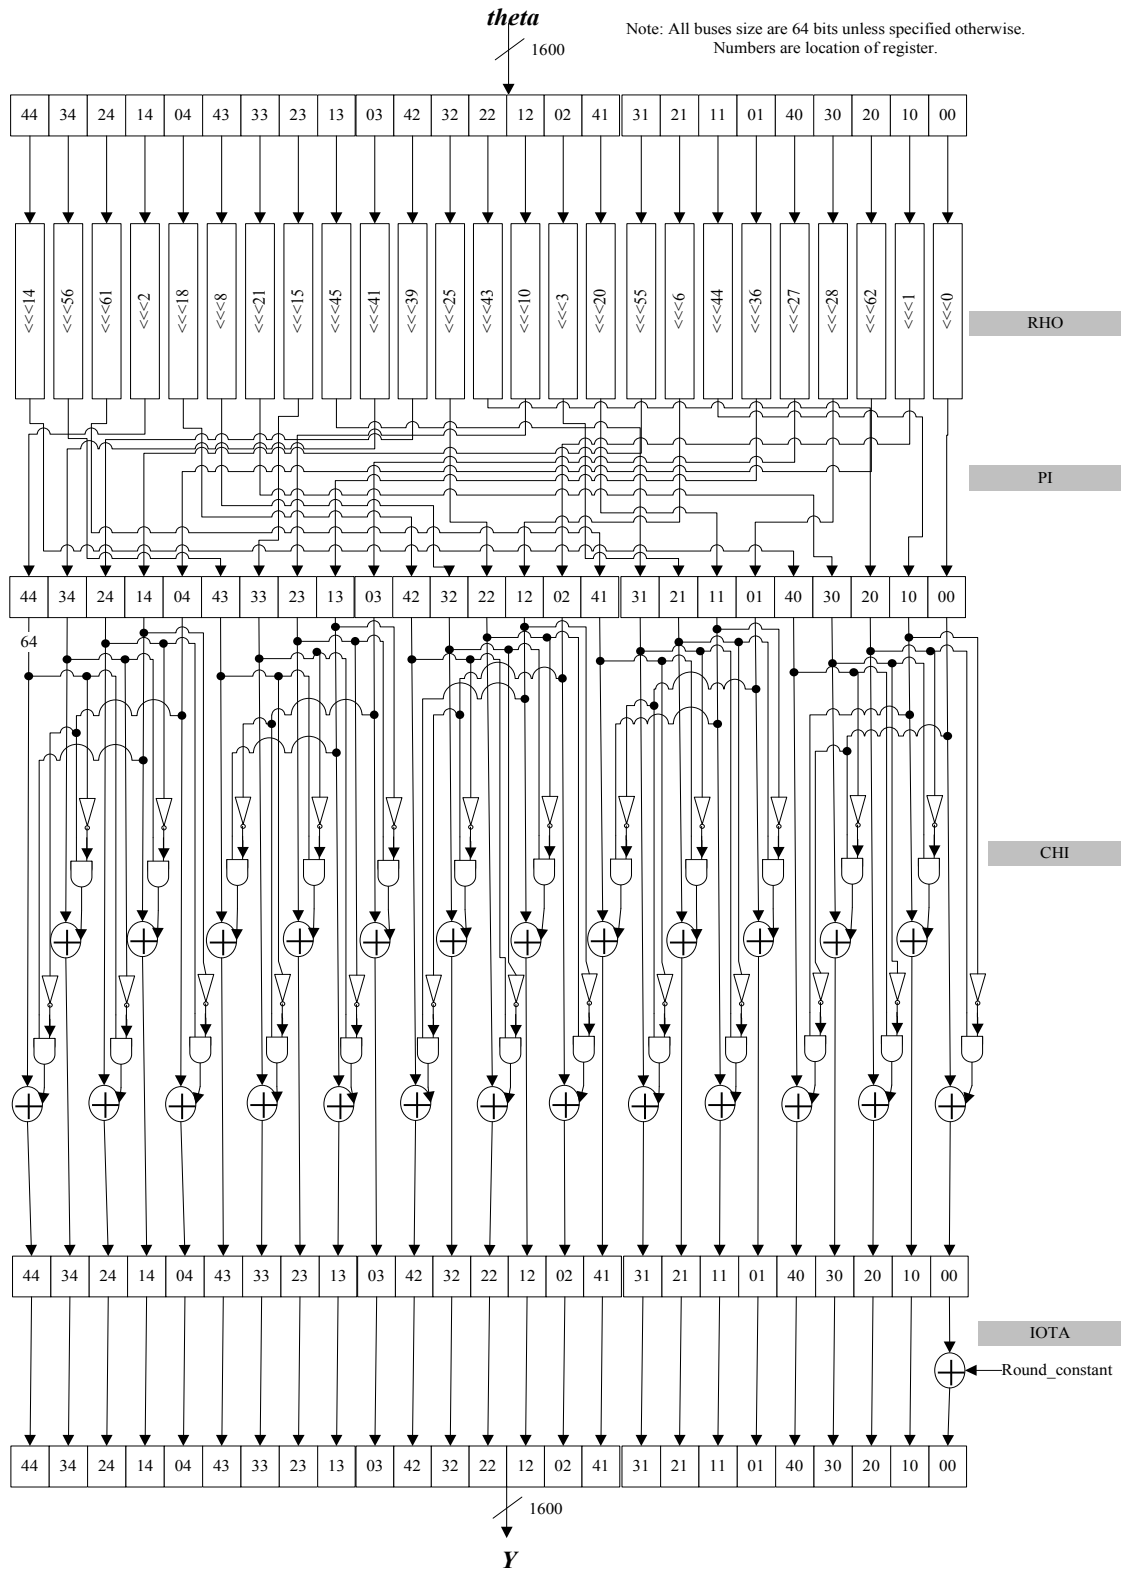 theta
Note: All buses size are 64 bits unless specified otherwise.
Numbers are location of register.
1600
44 34 24 14 04 43 33 23 13 03 42 32 22 12 02 41 31 21 11 01 40 30 20 10 00
<<<14 <<<56 <<<61 <<<2 <<<18 <<<8 <<<21 <<<15 <<<45 <<<41 <<<39 <<<25 <<<43 <<<10 <<<3 <<<20 <<<55 <<<6 <<<44 <<<36 <<<27 <<<28 <<<62 <<<1 <<<0
RHO
PI
44 34 24 14 04 43 33 23 13 03 42 32 22 12 02 41 31 21 11 01 40 30 20 10 00
64
CHI
44 34 24 14 04 43 33 23 13 03 42 32 22 12 02 41 31 21 11 01 40 30 20 10 00
IOTA
Round_constant
44 34 24 14 04 43 33 23 13 03 42 32 22 12 02 41 31 21 11 01 40 30 20 10 00
1600
Y